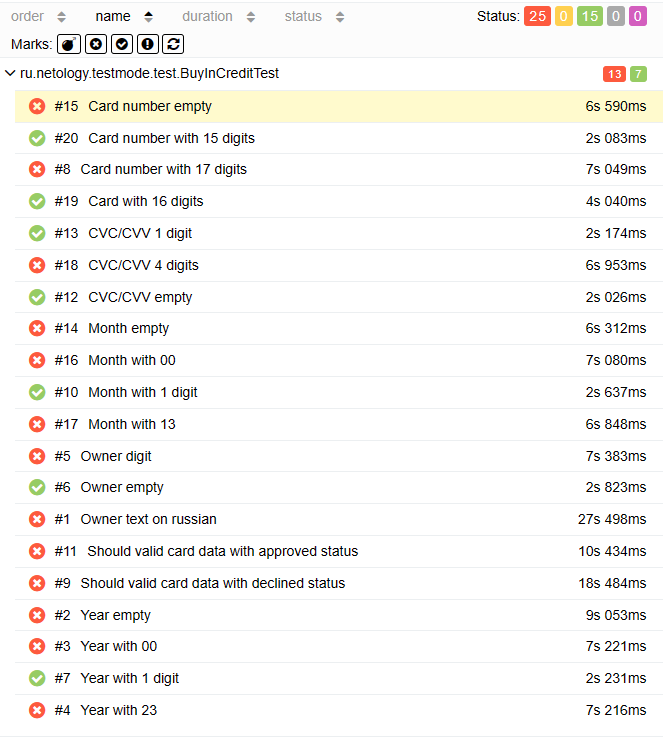 order name duration status Status: 25 0 15 0 0
Marks:
ru.netology.testmode.test.BuyInCreditTest 13 7
#15 Card number empty 6s 590ms
#20 Card number with 15 digits 2s 083ms
#8 Card number with 17 digits 7s 049ms
#19 Card with 16 digits 4s 040ms
#13 CVC/CVV 1 digit 2s 174ms
#18 CVC/CVV 4 digits 6s 953ms
#12 CVC/CVV empty 2s 026ms
#14 Month empty 6s 312ms
#16 Month with 00 7s 080ms
#10 Month with 1 digit 2s 637ms
#17 Month with 13 6s 848ms
#5 Owner digit 7s 383ms
#6 Owner empty 2s 823ms
#1 Owner text on russian 27s 498ms
#11 Should valid card data with approved status 10s 434ms
#9 Should valid card data with declined status 18s 484ms
#2 Year empty 9s 053ms
#3 Year with 00 7s 221ms
#7 Year with 1 digit 2s 231ms
#4 Year with 23 7s 216ms